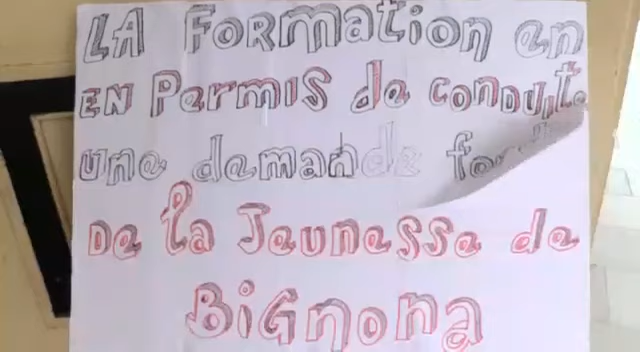 LA Formation en
EN Permis de conduite
une demande
De la Jeunesse de
Bignona